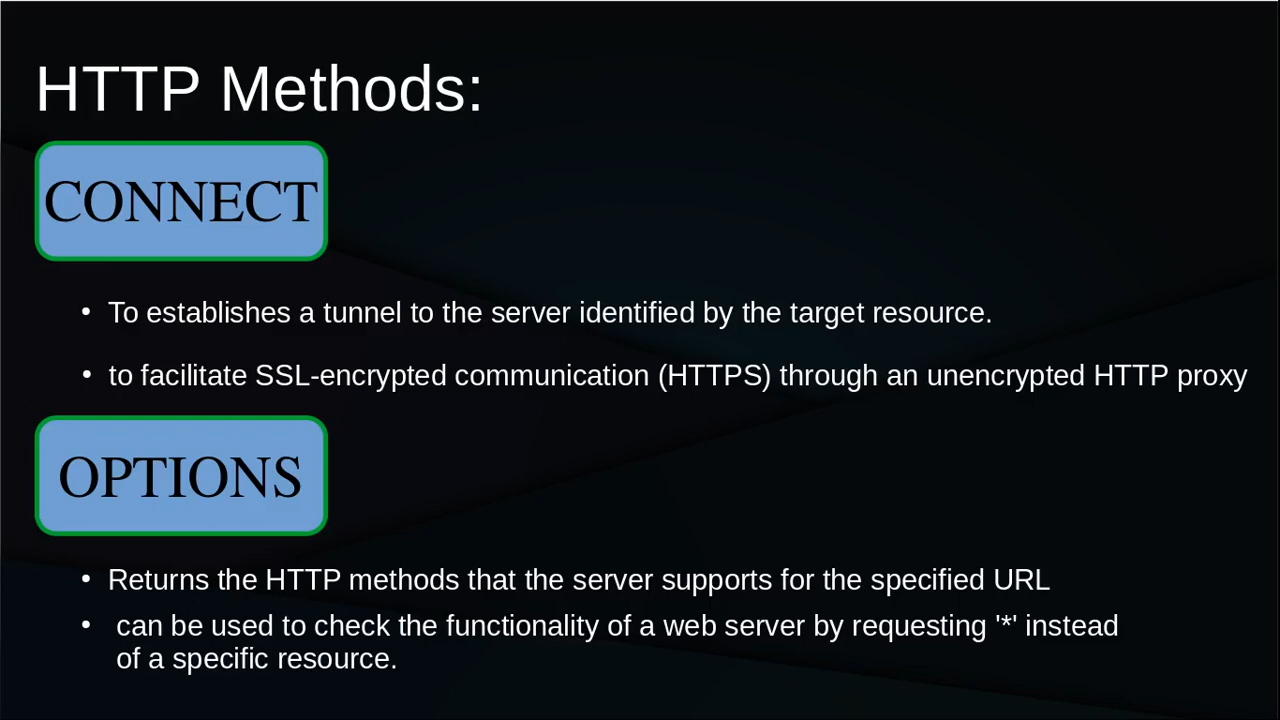 HTTP Methods:
CONNECT
• To establishes a tunnel to the server identified by the target resource.
• to facilitate SSL-encrypted communication (HTTPS) through an unencrypted HTTP proxy
OPTIONS
• Returns the HTTP methods that the server supports for the specified URL
• can be used to check the functionality of a web server by requesting '*' instead
of a specific resource.